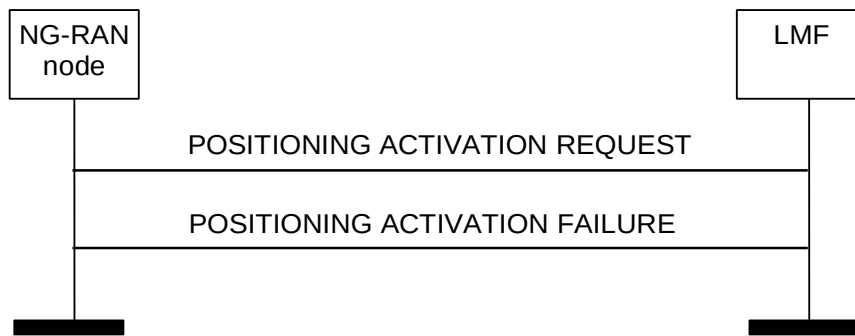 NG-RAN
node
LMF
POSITIONING ACTIVATION REQUEST
POSITIONING ACTIVATION FAILURE